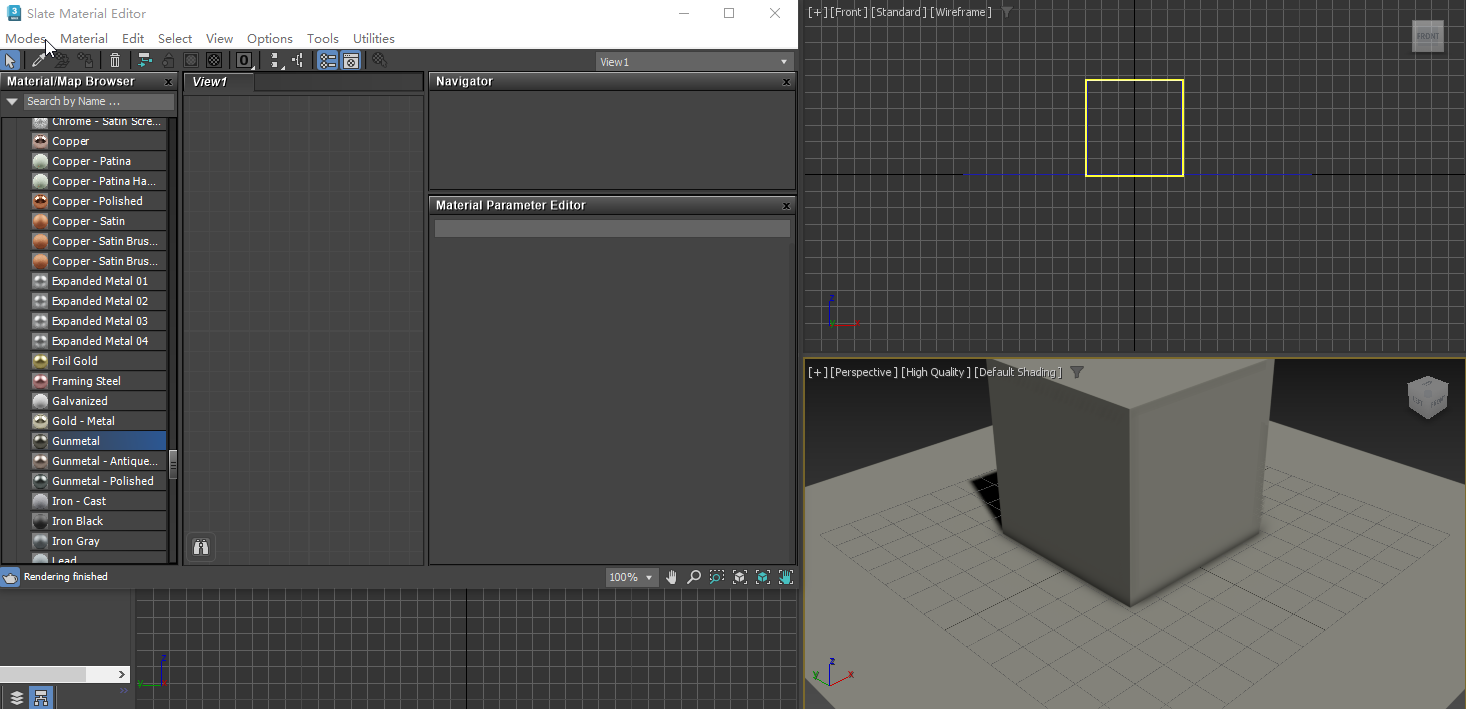 Slate Material Editor
Modes Material Edit Select View Options Tools Utilities
0
View1
Material/Map Browser x
Search by Name ...
Chrome - Satin Scre...
Copper
Copper - Patina
Copper - Patina Ha...
Copper - Polished
Copper - Satin
Copper - Satin Brus...
Copper - Satin Brus...
Expanded Metal 01
Expanded Metal 02
Expanded Metal 03
Expanded Metal 04
Foil Gold
Framing Steel
Galvanized
Gold - Metal
Gunmetal
Gunmetal - Antique...
Gunmetal - Polished
Iron - Cast
Iron Black
Iron Gray
Lead
View1
Navigator x
Material Parameter Editor x
Rendering finished
100%
z
y x
[+] [Front] [Standard] [Wireframe]
FRONT
z
y x
[+] [Perspective] [High Quality] [Default Shading]
FRONT
z
y x